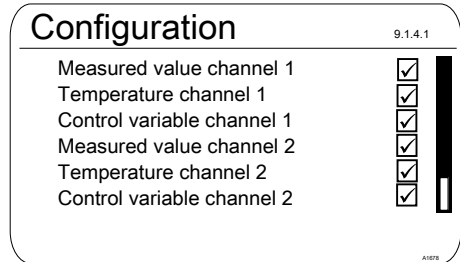 Configuration
9.1.4.1
Measured value channel 1
Temperature channel 1
Control variable channel 1
Measured value channel 2
Temperature channel 2
Control variable channel 2
A1678